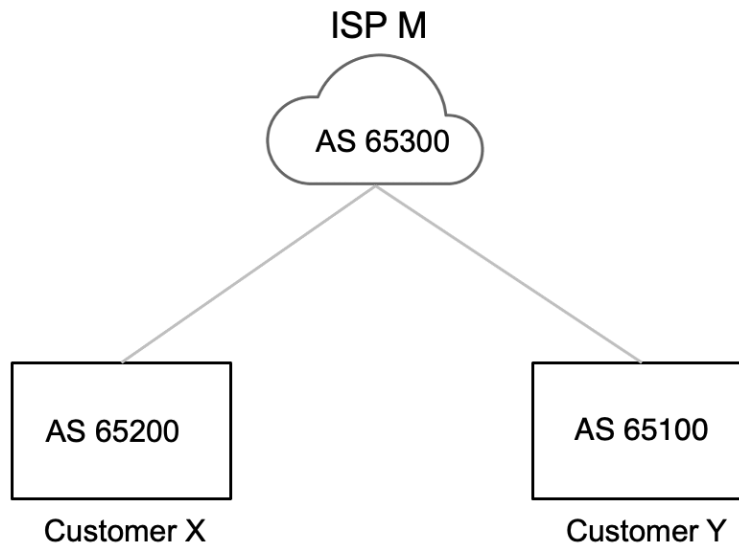 ISP M
AS 65300
AS 65200
AS 65100
Customer X
Customer Y